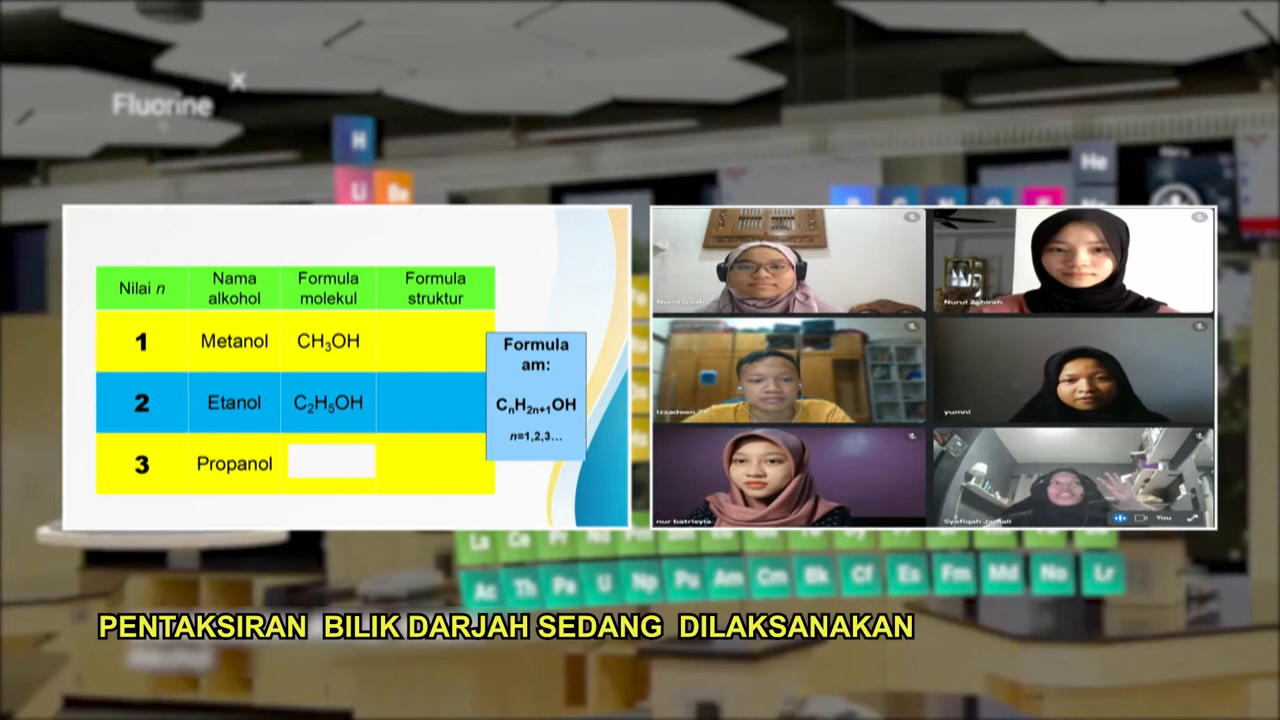 Fluorine
x
H
Li Be
He
Nilai n
Nama
alkohol
Formula
molekul
Formula
struktur
1
Metanol
CH₃OH
2
Etanol
C₂H₅OH
3
Propanol
Formula
am:
CₙH₂ₙ₊₁OH
n=1,2,3...
Nurul Zahirah
Izzadeen
yumni
nur batrisyia
Syafiqah Jamali
You
La Ce Pr Nd
Ac Th Pa U Np Pu Am Cm Bk Cf Es Fm Md No Lr
PENTAKSIRAN BILIK DARJAH SEDANG DILAKSANAKAN